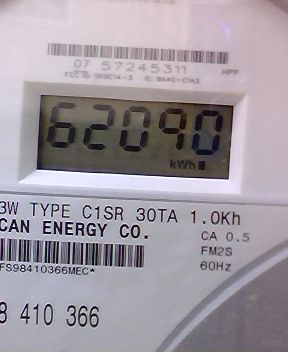 07 57245311
HPP
62090
kWh
3W TYPE C1SR 30TA 1.0Kh
CAN ENERGY CO.
CA 0.5
FM2S
60Hz
FS98410366MEC*
8 410 366